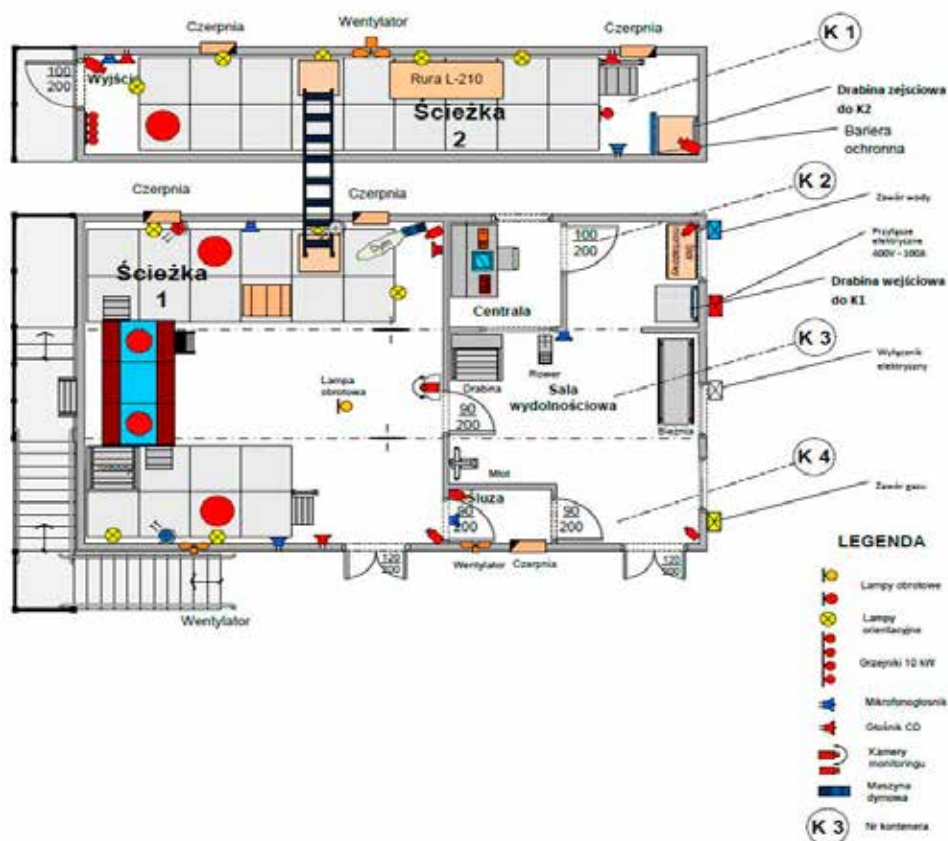 Wentylator
Czerpnia
Czerpnia
K 1
100
200
Wyjści
Rura L-210
Ścieżka
2
Drabina zejsciowa
do K2
Bariera
ochronna
Czerpnia
Czerpnia
K 2
Zawór wody
100
200
Przyłącze
elektryczne
400V - 100A
Ścieżka
1
Drabina wejściowa
do K1
Centrala
K 3
Wyłącznik
elektryczny
Lampa
obrotowa
Drabina
Rower
Sala
wydolnościowa
Bieżnia
90
200
Młot
K 4
Zawór gazu
Śluza
90
200
90
200
LEGENDA
120
200
Wentylator
Czerpnia
120
200
Wentylator
Lampy obrotowe
Lampy
orientacyjne
Grzejniki 10 kW
Mikrofonogłosnik
Głośnik CD
Kamery
monitoringu
Maszyna
dymowa
K 3
Nr kontenera